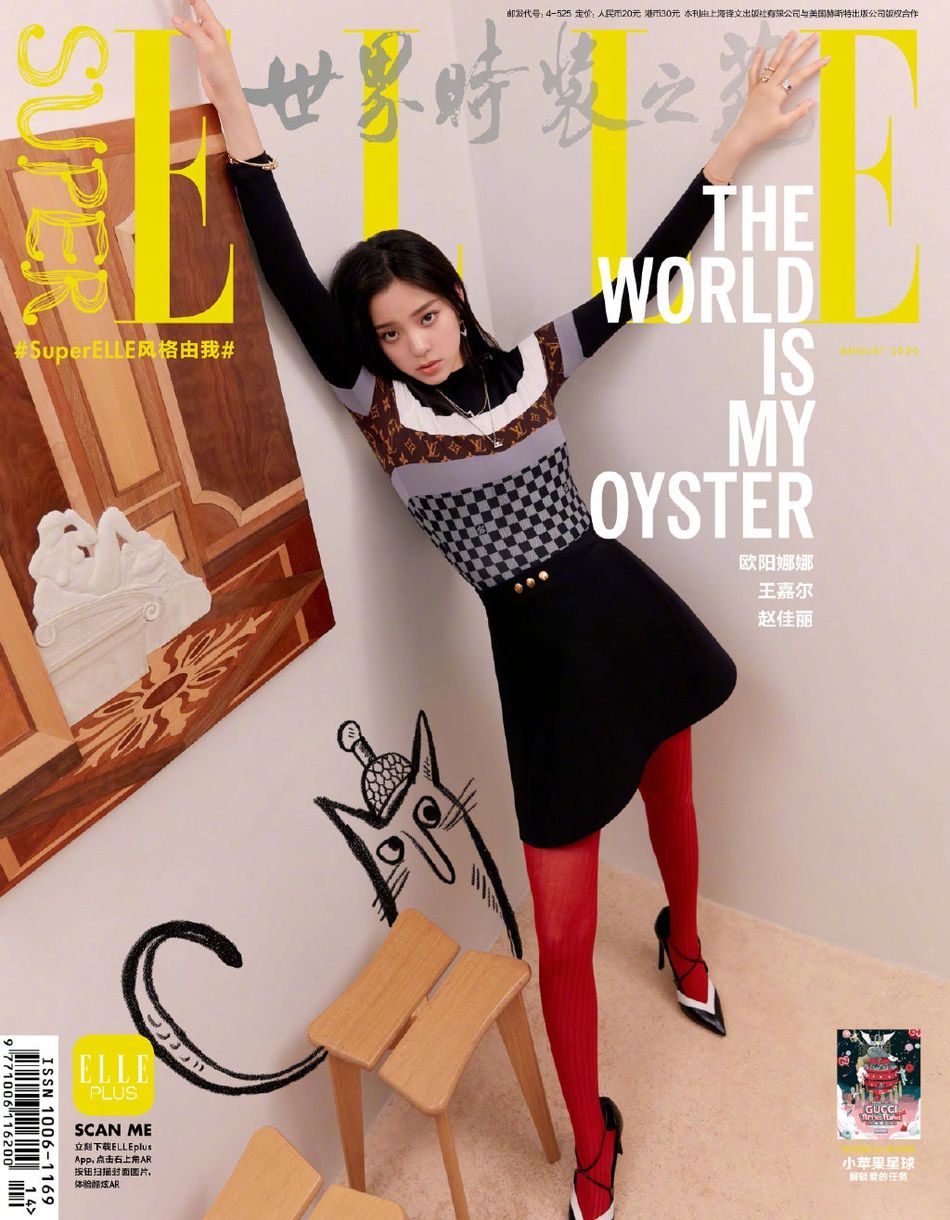 邮发代号：4-525 定价：人民币20元 港币30元 本刊由上海译文出版社有限公司与美国赫斯特出版公司版权合作
SUPER
ELLE
世界時装之苑
#SuperELLE风格由我#
AUGUST 2020
THE
WORLD
IS
MY
OYSTER
欧阳娜娜
王嘉尔
赵佳丽
ELLE
PLUS
SCAN ME
立刻下载ELLEplus
App，点击右上角AR
按钮扫描封面图片，
体验酷炫AR
ISSN 1006-1169
14>
9 771006 116200
GUCCI
小苹果星球
解锁爱的任务